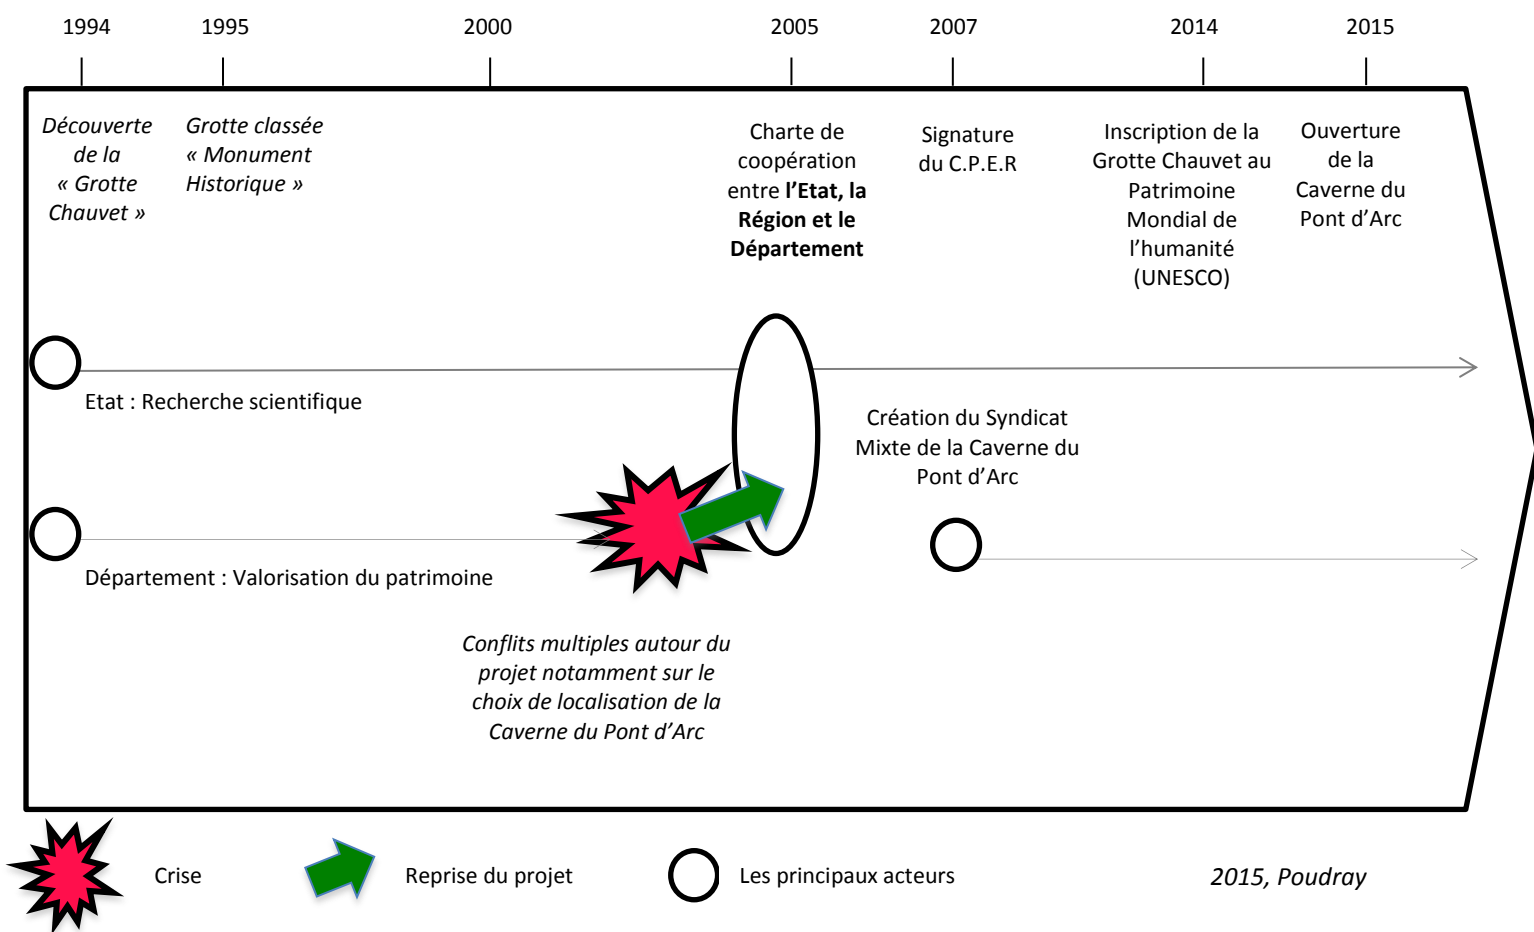 1994
1995
2000
2005
2007
2014
2015
Découverte
de la
« Grotte
Chauvet »
Grotte classée
« Monument
Historique »
Charte de
coopération
entre l’Etat, la
Région et le
Département
Signature
du C.P.E.R
Inscription de la
Grotte Chauvet au
Patrimoine
Mondial de
l’humanité
(UNESCO)
Ouverture
de la
Caverne du
Pont d’Arc
Etat : Recherche scientifique
Création du Syndicat
Mixte de la Caverne du
Pont d’Arc
Département : Valorisation du patrimoine
Conflits multiples autour du
projet notamment sur le
choix de localisation de la
Caverne du Pont d’Arc
Crise
Reprise du projet
Les principaux acteurs
2015, Poudray